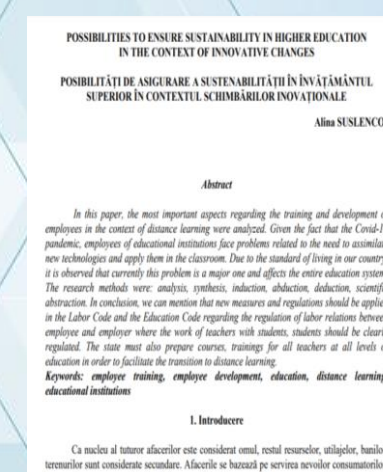 POSSIBILITIES TO ENSURE SUSTAINABILITY IN HIGHER EDUCATION
IN THE CONTEXT OF INNOVATIVE CHANGES
POSIBILITĂȚI DE ASIGURARE A SUSTENABILITĂȚII ÎN ÎNVĂȚĂMÂNTUL
SUPERIOR ÎN CONTEXTUL SCHIMBĂRILOR INOVAȚIONALE
Alina SUSLENCO
Abstract
In this paper, the most important aspects regarding the training and development
employees in the context of distance learning were analyzed. Given the fact that the Covid-1
pandemic, employees of educational institutions face problems related to the need to assimila
new technologies and apply them in the classroom. Due to the standard of living in our country
it is observed that currently this problem is a major one and affects the entire education system
The research methods were: analysis, synthesis, induction, abduction, deduction, scientifi
abstraction. In conclusion, we can mention that new measures and regulations should be applie
in the Labor Code and the Education Code regarding the regulation of labor relations betwee
employee and employer where the work of teachers with students, students should be clearl
regulated. The state must also prepare courses, trainings for all teachers at all levels
education in order to facilitate the transition to distance learning.
Keywords: employee training, employee development, education, distance learning
educational institutions
1. Introducere
Ca nucleu al tuturor afacerilor este considerat omul, restul resurselor, utilajelor, banilo
terenurilor sunt considerate secundare. Afacerile se bazează pe servirea nevoilor consumatorilo